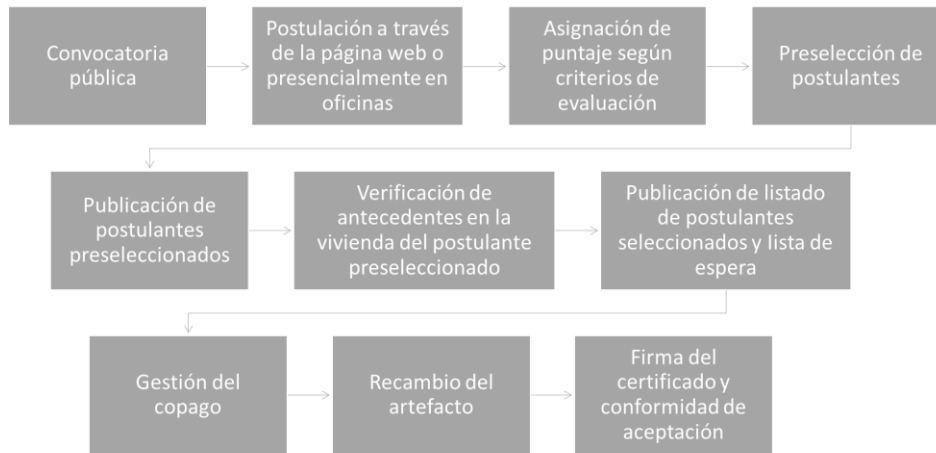 Convocatoria
pública
Postulación a través
de la página web o
presencialmente en
oficinas
Asignación de
puntaje según
criterios de
evaluación
Preselección de
postulantes
Publicación de
postulantes
preseleccionados
Verificación de
antecedentes en la
vivienda del postulante
preseleccionado
Publicación de listado
de postulantes
seleccionados y lista de
espera
Gestión del
copago
Recambio del
artefacto
Firma del
certificado y
conformidad de
aceptación